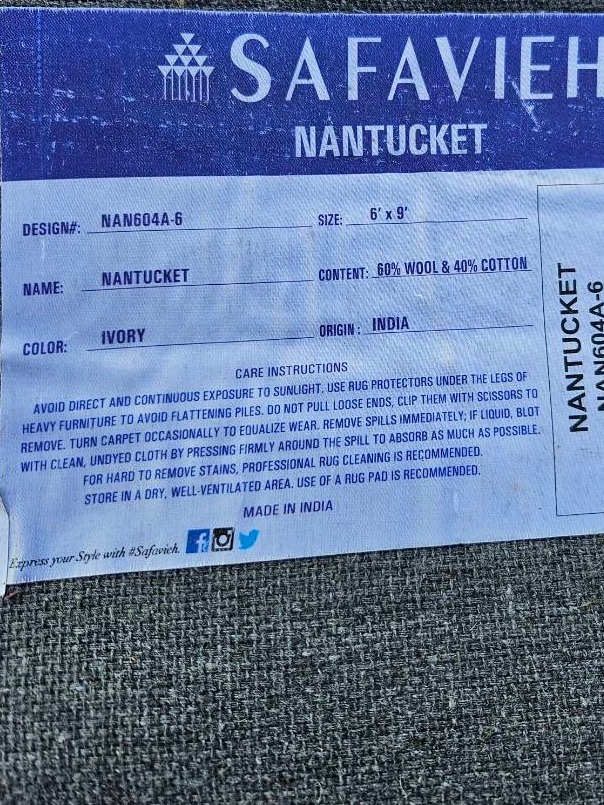 SAFAVIEH
NANTUCKET
DESIGN#: NAN604A-6 SIZE: 6' x 9'
NAME: NANTUCKET CONTENT: 60% WOOL & 40% COTTON
COLOR: IVORY ORIGIN: INDIA
CARE INSTRUCTIONS
AVOID DIRECT AND CONTINUOUS EXPOSURE TO SUNLIGHT. USE RUG PROTECTORS UNDER THE LEGS OF
HEAVY FURNITURE TO AVOID FLATTENING PILES. DO NOT PULL LOOSE ENDS, CLIP THEM WITH SCISSORS TO
REMOVE. TURN CARPET OCCASIONALLY TO EQUALIZE WEAR. REMOVE SPILLS IMMEDIATELY; IF LIQUID, BLOT
WITH CLEAN, UNDYED CLOTH BY PRESSING FIRMLY AROUND THE SPILL TO ABSORB AS MUCH AS POSSIBLE.
FOR HARD TO REMOVE STAINS, PROFESSIONAL RUG CLEANING IS RECOMMENDED.
STORE IN A DRY, WELL-VENTILATED AREA. USE OF A RUG PAD IS RECOMMENDED.
MADE IN INDIA
Express your Style with #Safavieh.
NANTUCKET
NAN604A-6